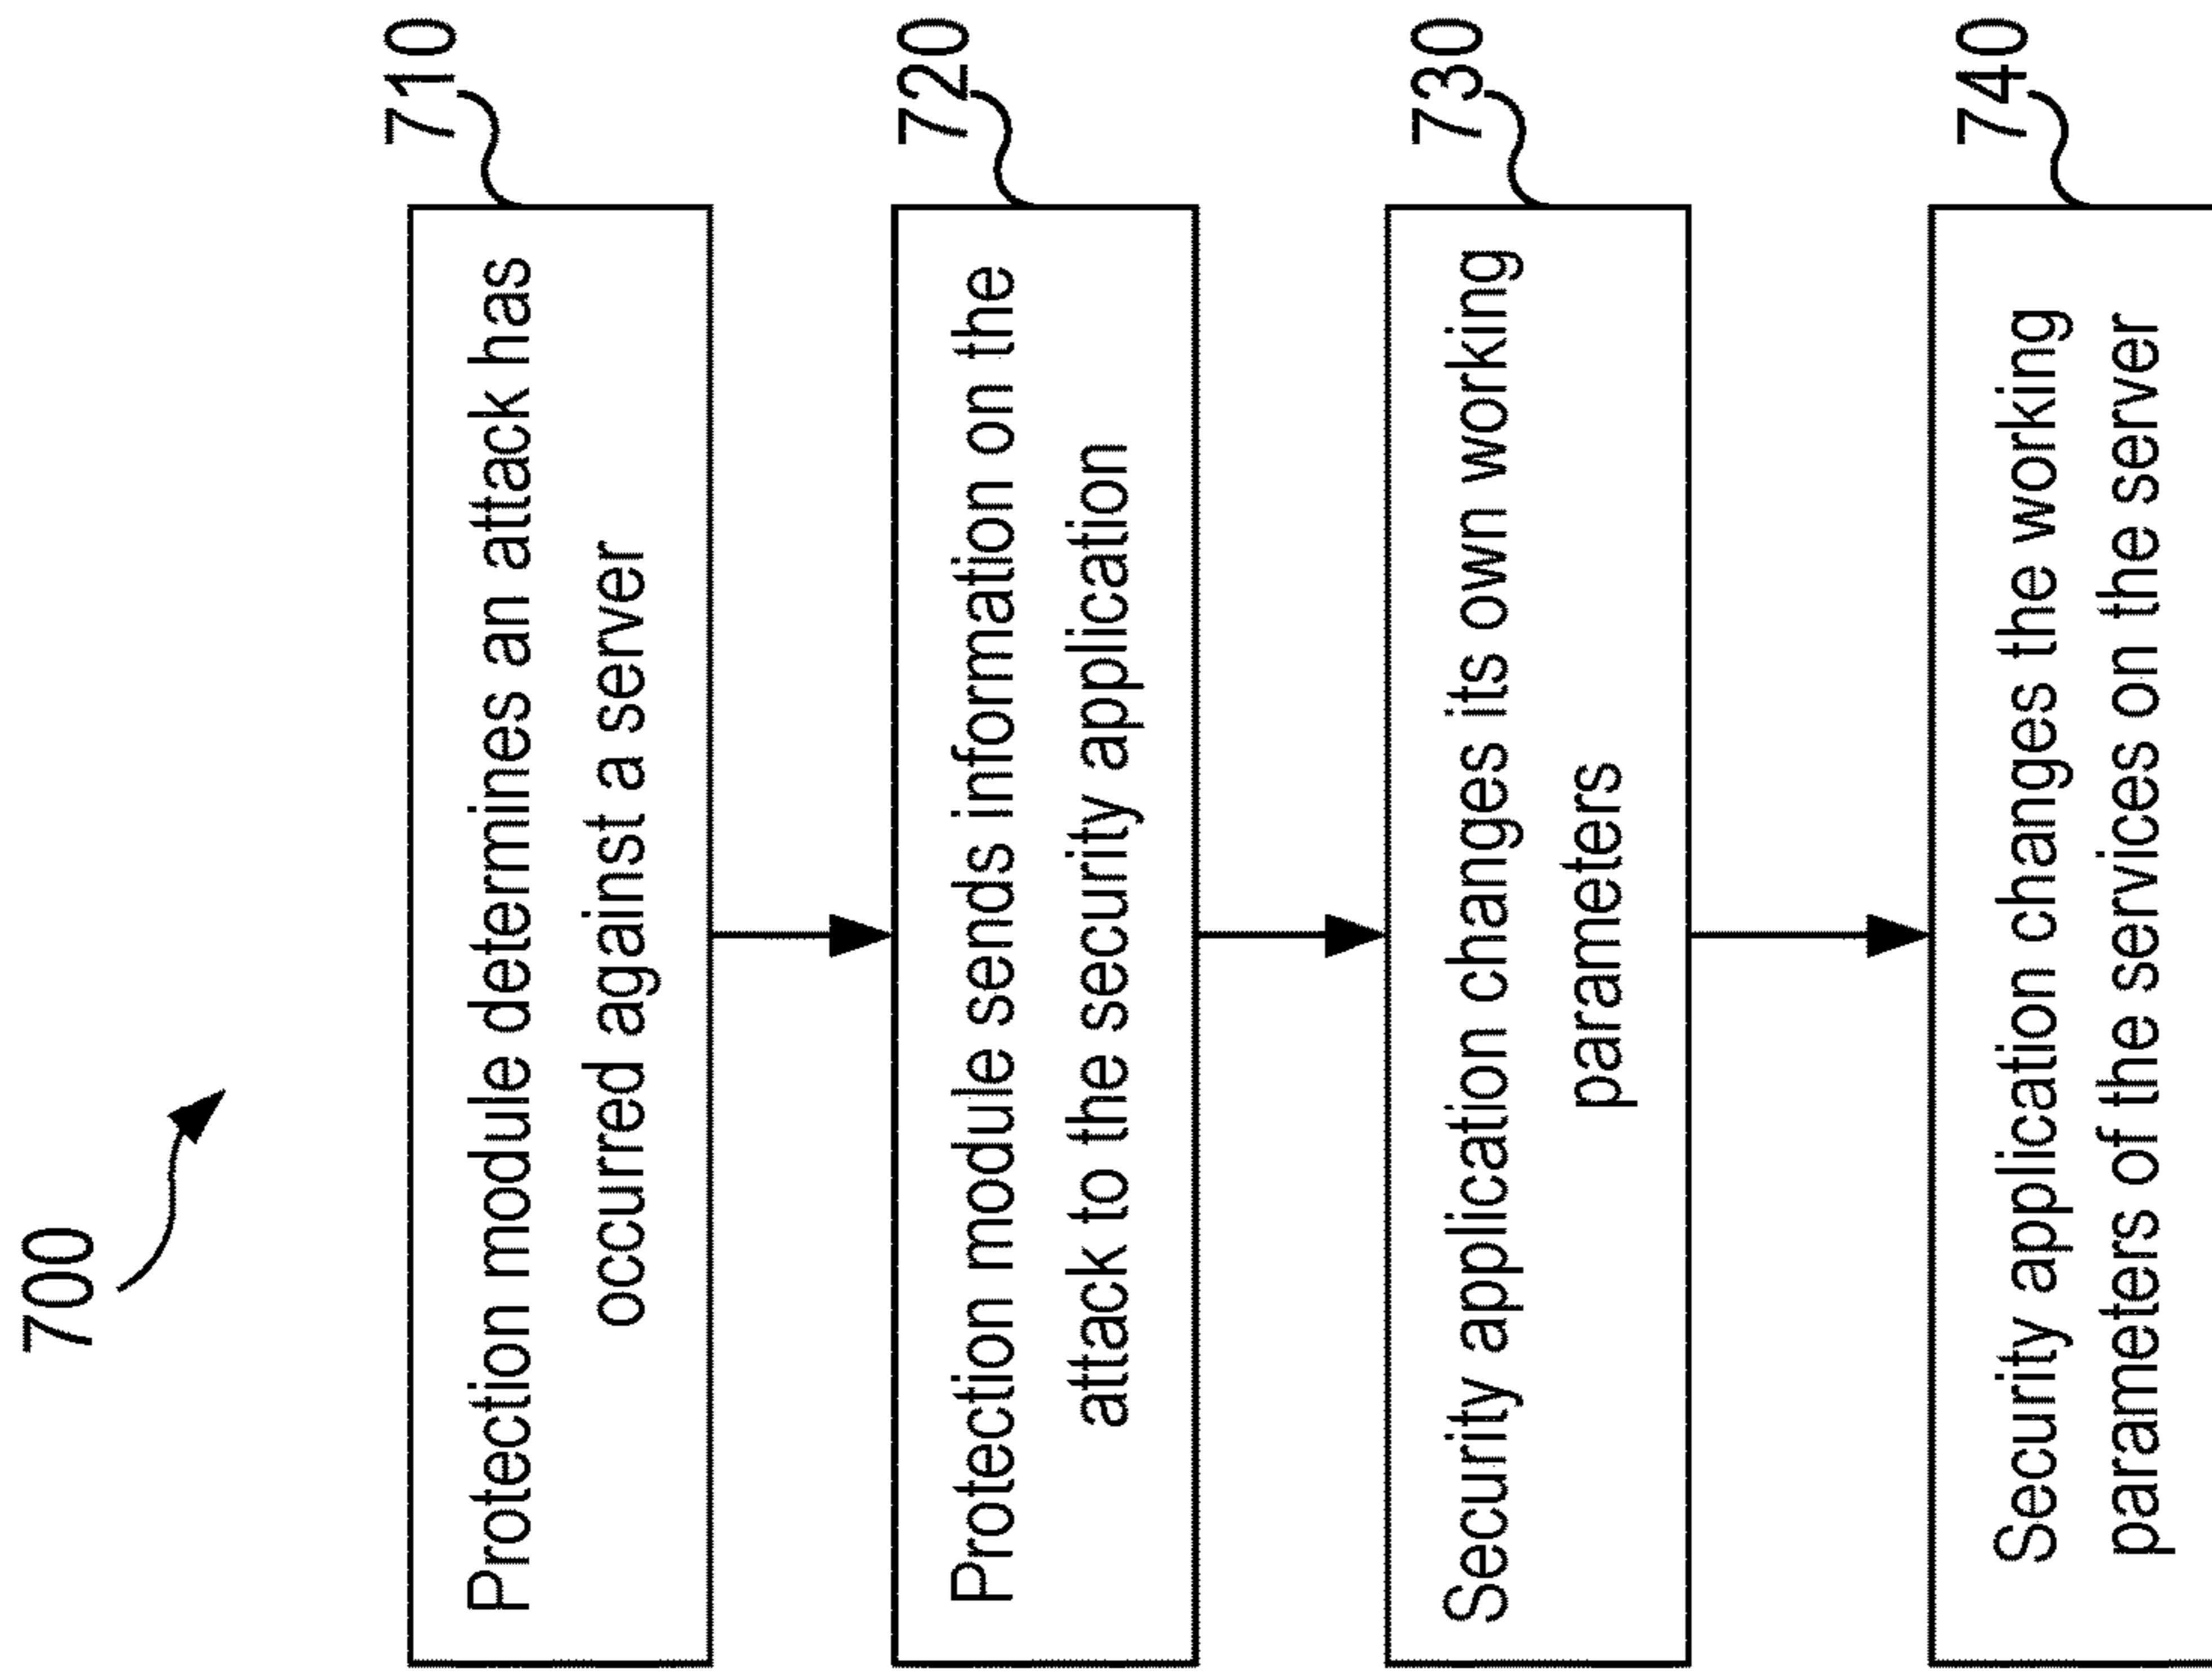 700
710
Protection module determines an attack has
occurred against a server
720
Protection module sends information on the
attack to the security application
730
Security application changes its own working
parameters
740
Security application changes the working
parameters of the services on the server